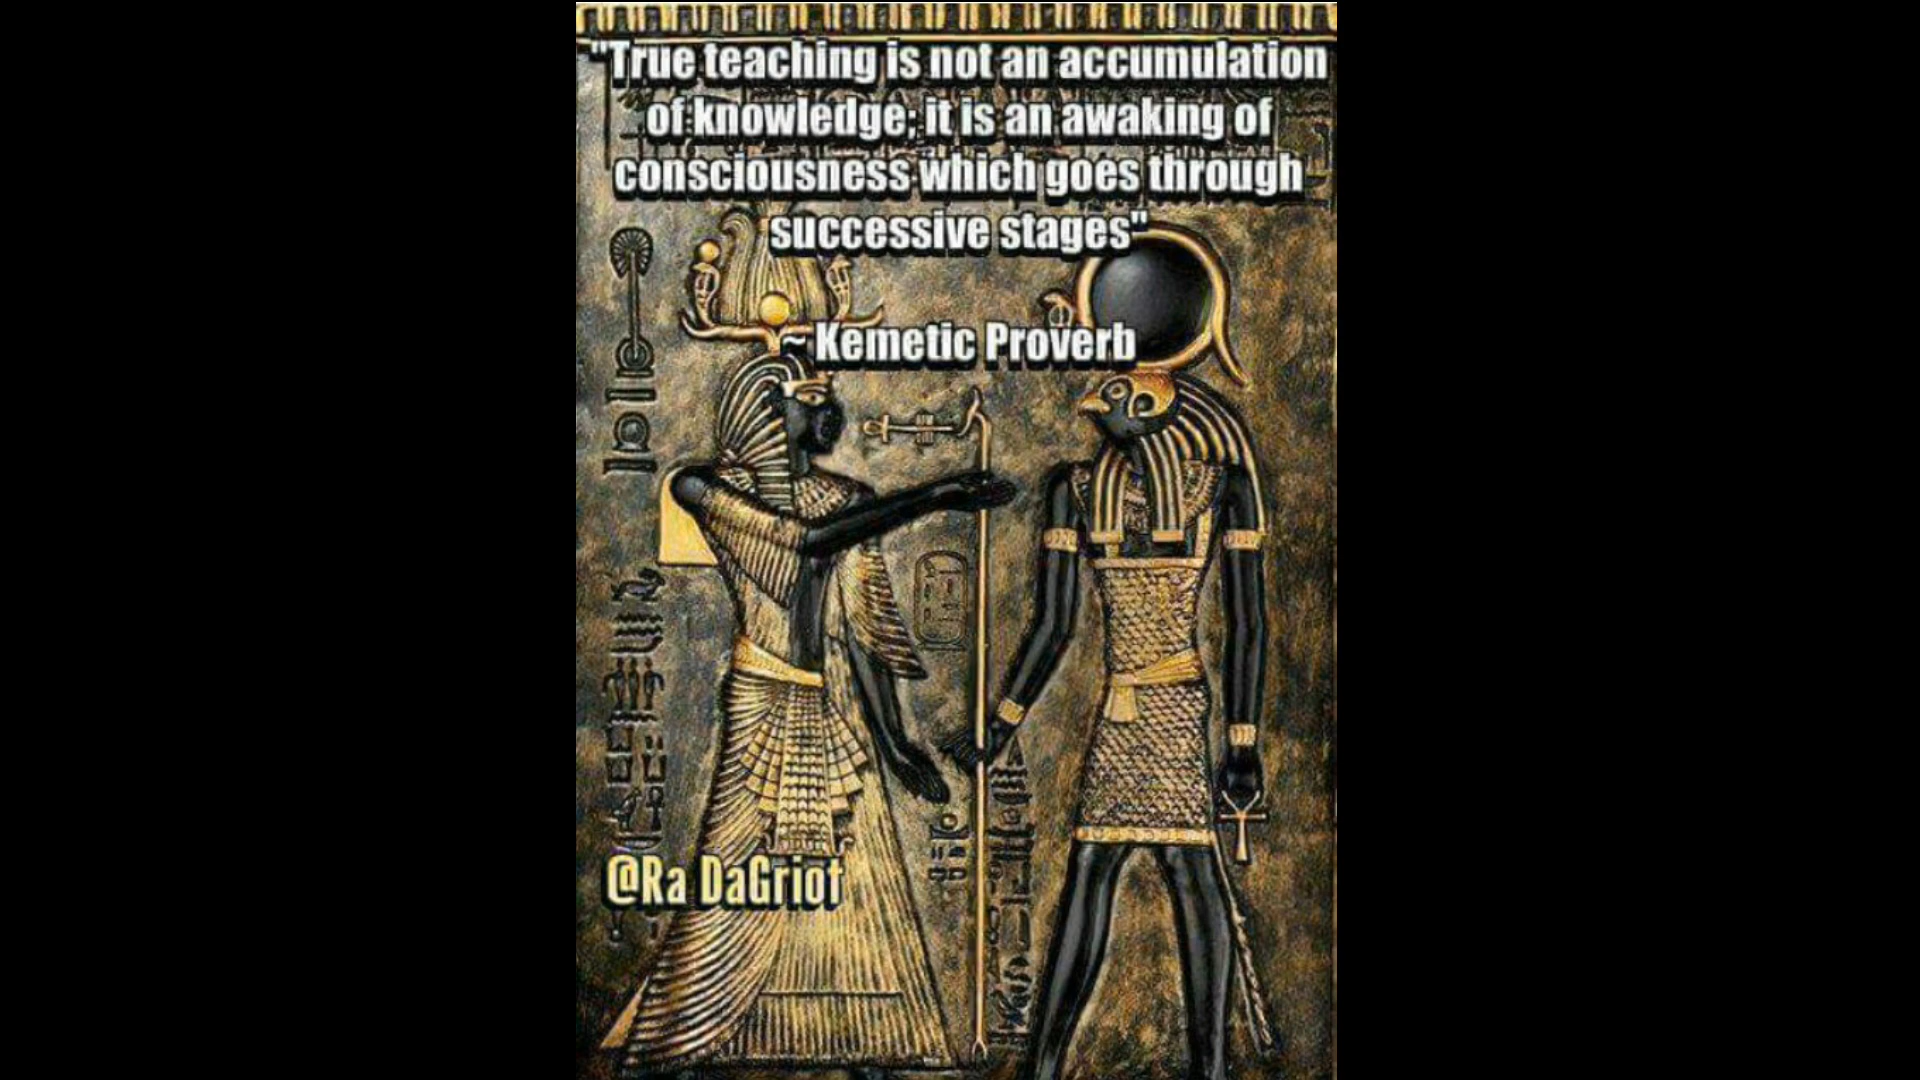 "True teaching is not an accumulation
of knowledge; it is an awaking of
consciousness which goes through
successive stages"
~ Kemetic Proverb
@Ra DaGriot